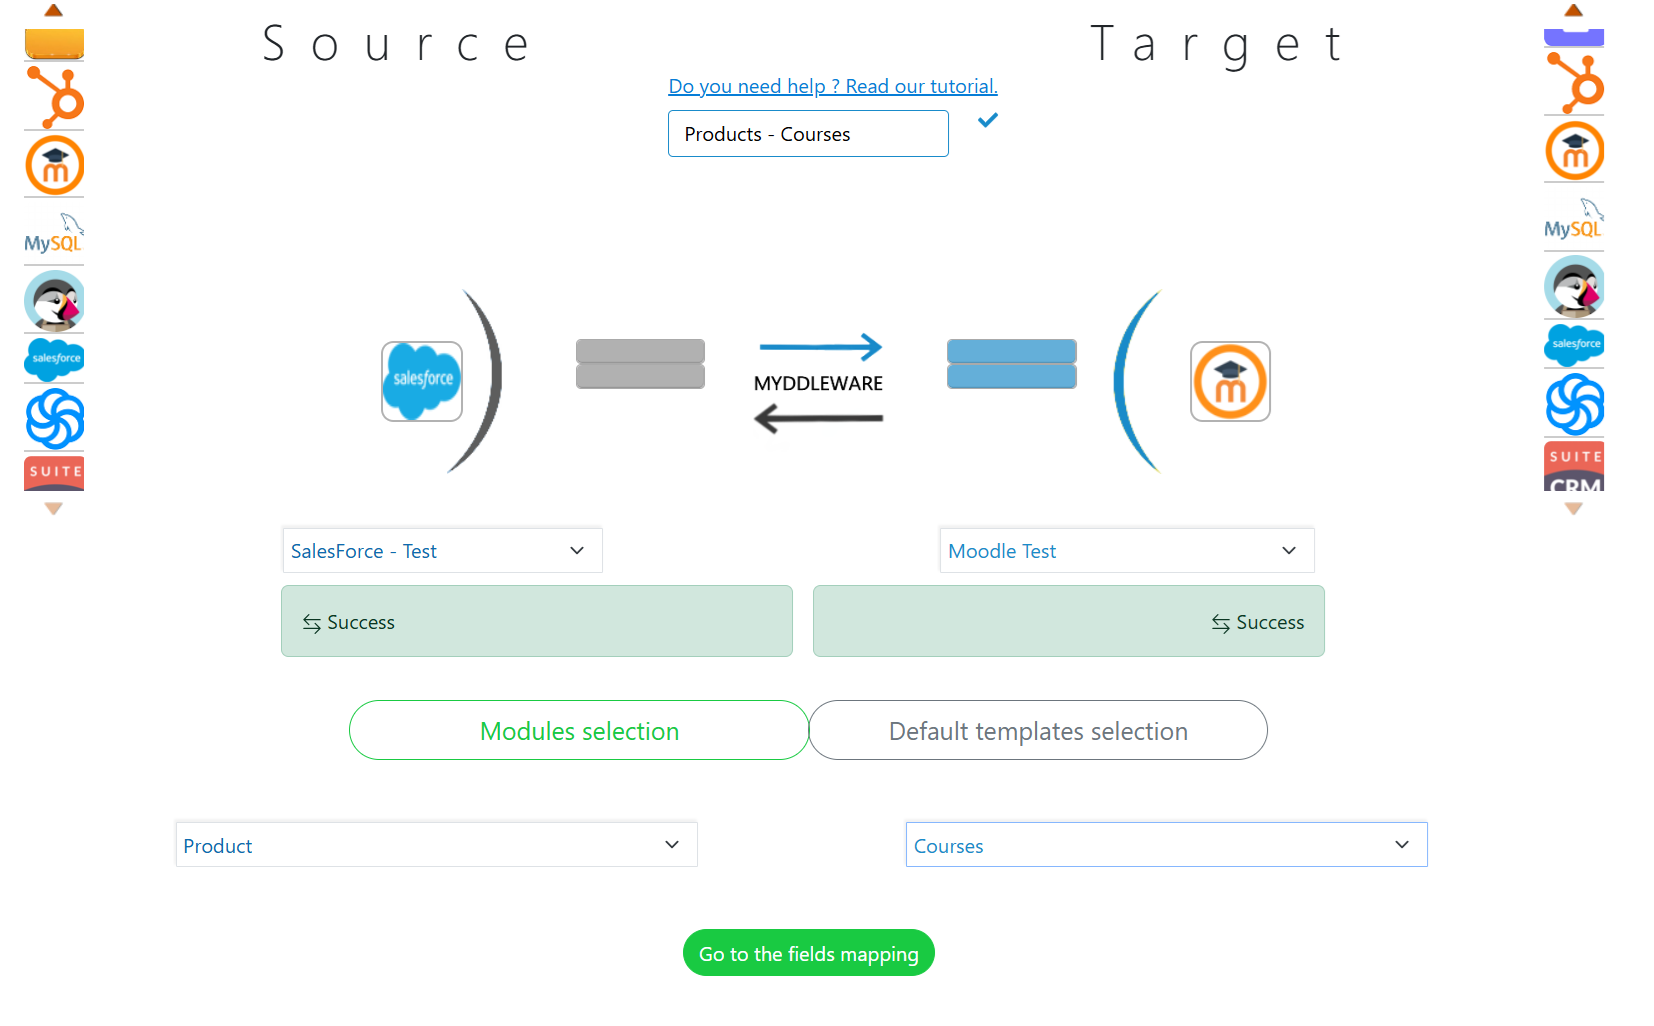 Source
Target
Do you need help ? Read our tutorial.
Products - Courses
m
MySQL
salesforce
SUITE
m
MySQL
salesforce
SUITE
CRM
salesforce
MYDDLEWARE
m
SalesForce - Test
Moodle Test
Success
Success
Modules selection
Default templates selection
Product
Courses
Go to the fields mapping